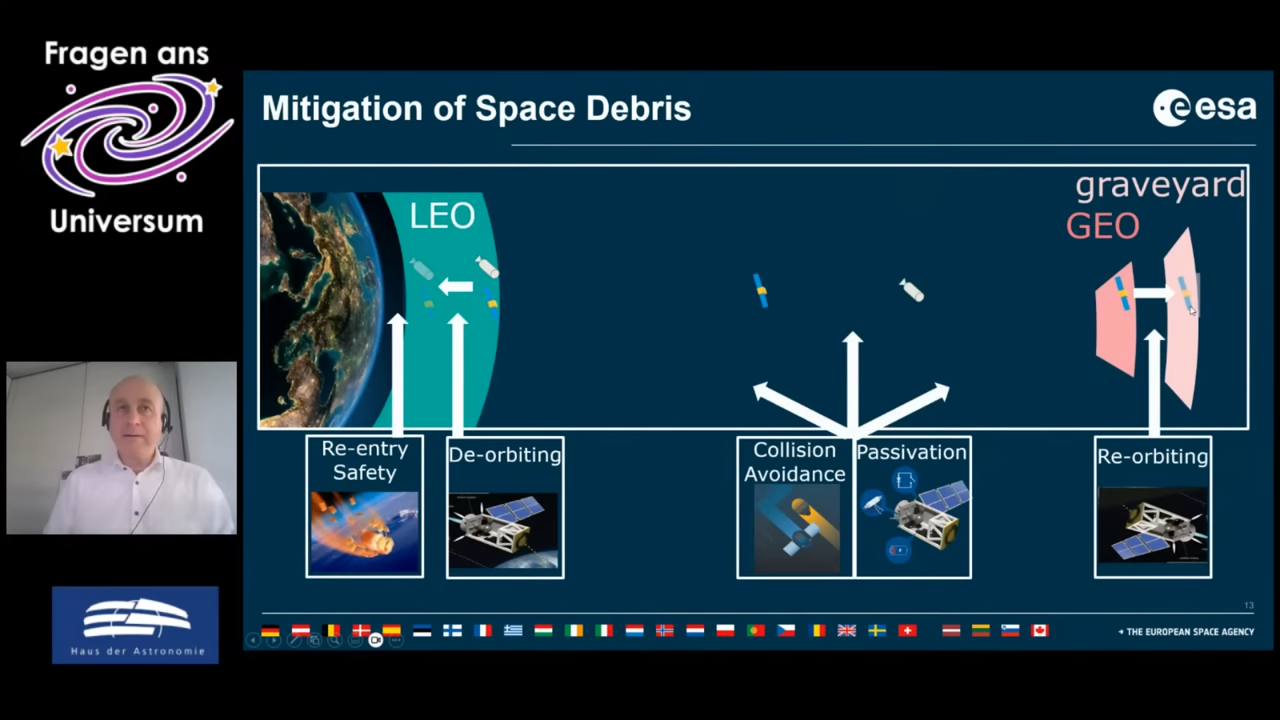 Fragen ans
Universum
Mitigation of Space Debris
esa
graveyard
GEO
LEO
Re-entry
Safety
De-orbiting
Collision
Avoidance
Passivation
Re-orbiting
13
→ THE EUROPEAN SPACE AGENCY
Haus der Astronomie